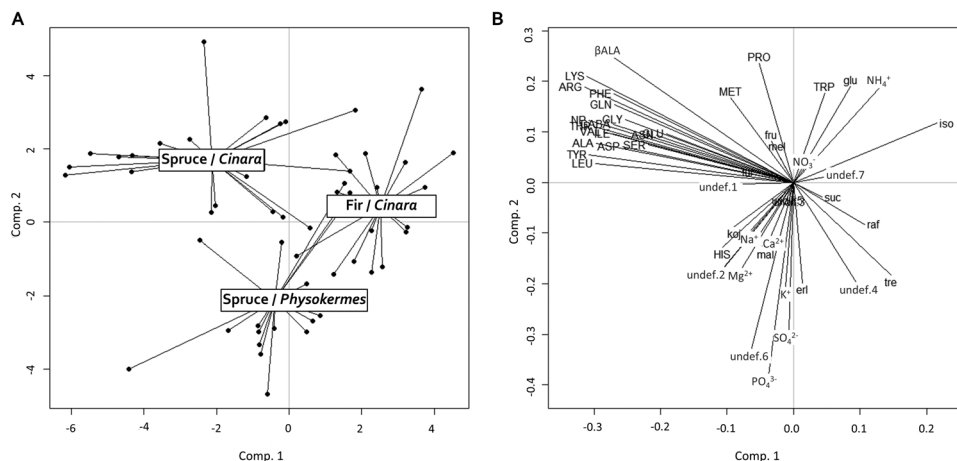 A
B
4
2
0
-2
-4
Comp. 2
-6
-4
-2
0
2
4
Comp. 1
Spruce / Cinara
Fir / Cinara
Spruce / Physokermes
0.3
0.2
0.1
0.0
-0.1
-0.2
-0.3
-0.4
Comp. 2
-0.3
-0.2
-0.1
0.0
0.1
0.2
Comp. 1
βALA
PRO
LYS
ARG
PHE
GLN
MET
TRP
glu
NH₄⁺
GLY
iso
ALA
ASP
SER
TYR
LEU
fru
mel
NO₃⁻
undef.1
undef.7
suc
raf
koj
Na⁺
Ca²⁺
HIS
mal
undef.2
Mg²⁺
K⁺
erl
undef.4
tre
SO₄²⁻
undef.6
PO₄³⁻